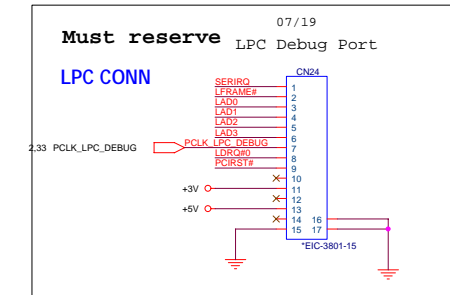 07/19
Must reserve
LPC Debug Port
LPC CONN
CN24
SERIRQ 1
LFRAME# 2
LAD0 3
LAD1 4
LAD2 5
LAD3 6
2,33 PCLK_LPC_DEBUG PCLK_LPC_DEBUG 7
LDRQ#0 8
PCIRST# 9
10
+3V 11
12
+5V 13
14 16
15 17
*EIC-3801-15